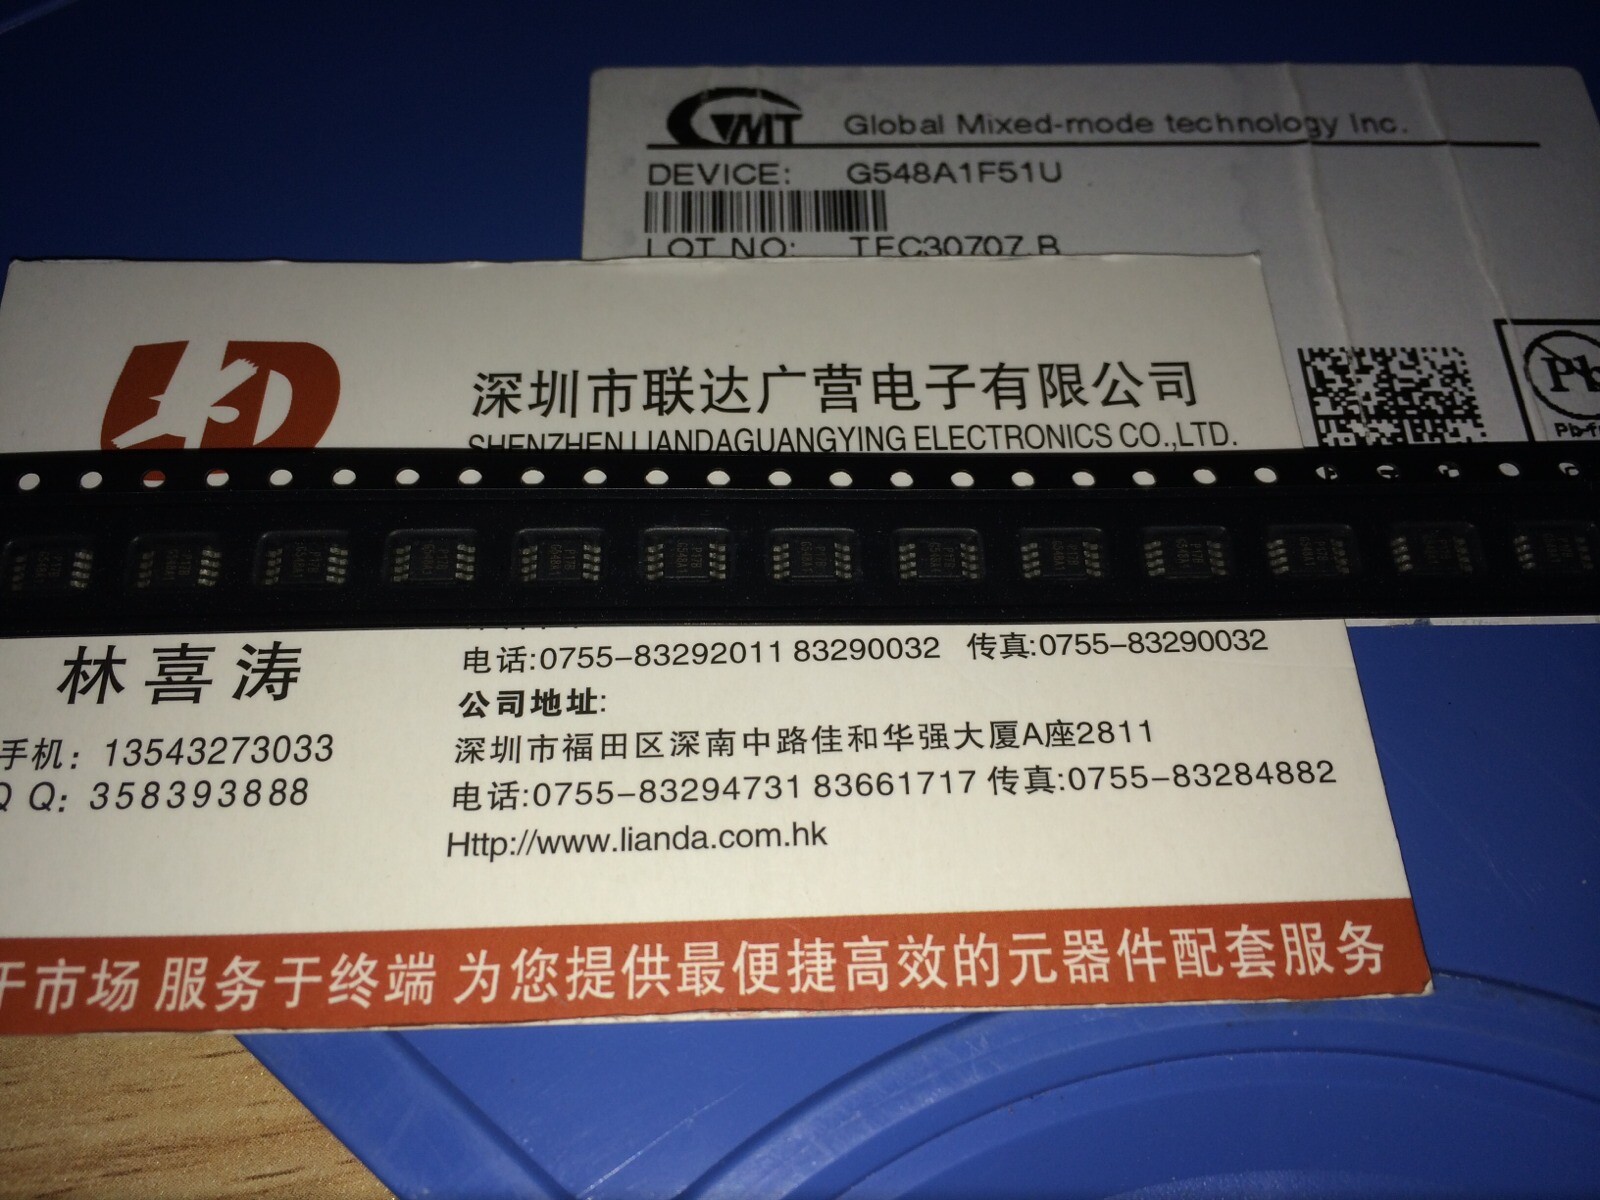 GMT Global Mixed-mode technology Inc.
DEVICE: G548A1F51U
LOT NO: TEC30707.B
Pb
Pb-f
深圳市联达广营电子有限公司
SHENZHEN LIANDAGUANGYING ELECTRONICS CO.,LTD.
林喜涛
手机：13543273033
Q Q：358393888
电话:0755-83292011 83290032 传真:0755-83290032
公司地址:
深圳市福田区深南中路佳和华强大厦A座2811
电话:0755-83294731 83661717 传真:0755-83284882
Http://www.lianda.com.hk
于市场 服务于终端 为您提供最便捷高效的元器件配套服务